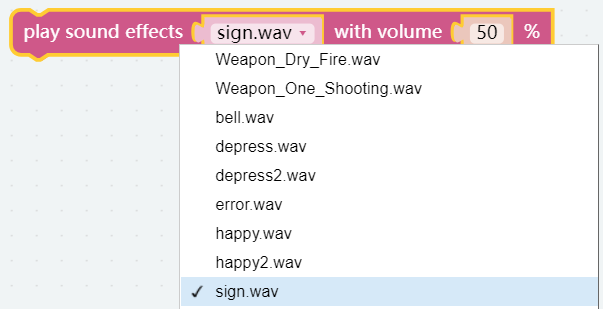 play sound effects sign.wav with volume 50 %
Weapon_Dry_Fire.wav
Weapon_One_Shooting.wav
bell.wav
depress.wav
depress2.wav
error.wav
happy.wav
happy2.wav
✓ sign.wav